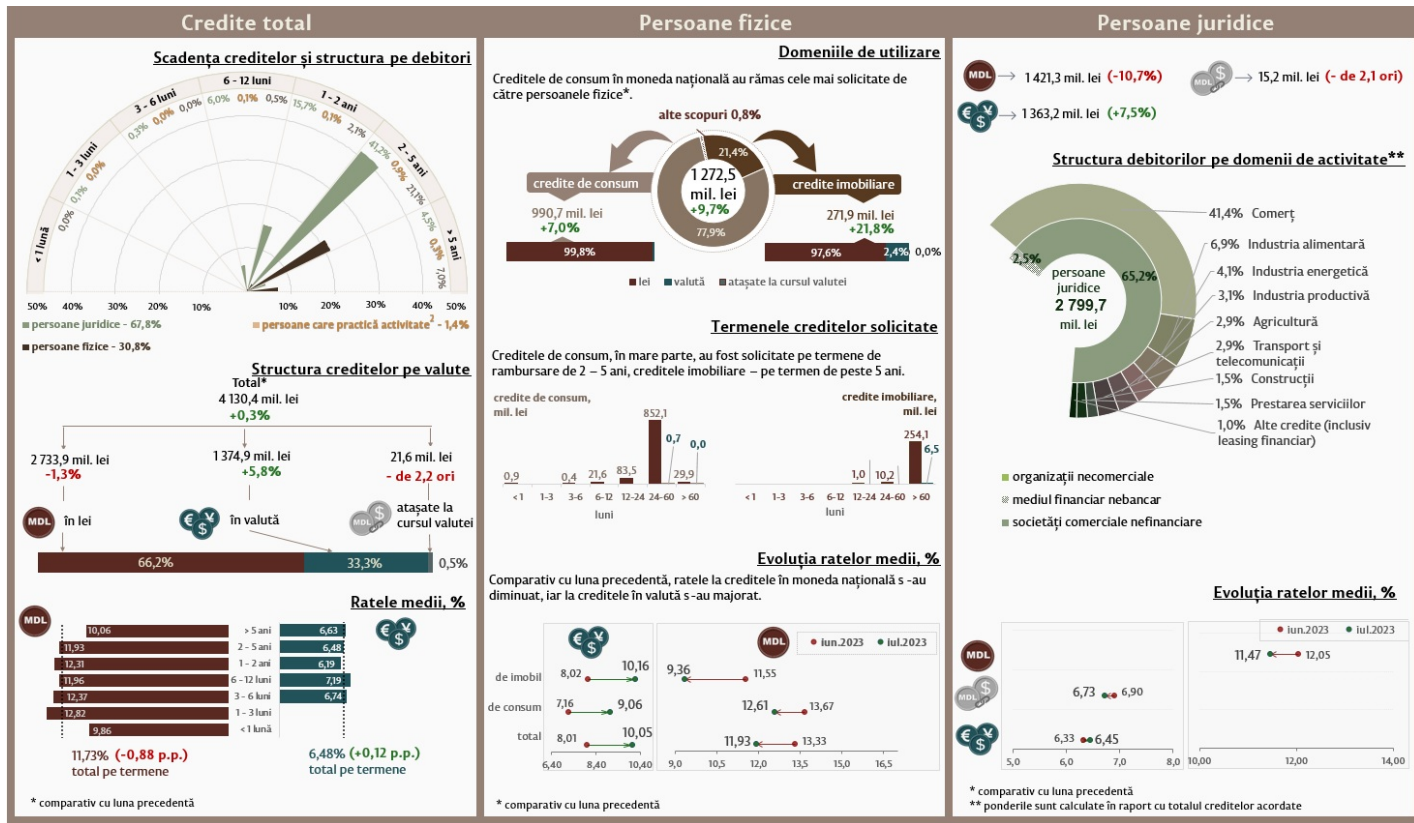 Credite total
Scadența creditelor și structura pe debitori
< 1 lună
1 - 3 luni
3 - 6 luni
6 - 12 luni
1 - 2 ani
2 - 5 ani
> 5 ani
0,0%
0,1%
0,0%
0,3%
0,0%
0,0%
6,0%
0,1%
0,5%
15,7%
0,1%
2,1%
41,2%
0,9%
21,1%
4,5%
0,3%
7,0%
50% 40% 30% 20% 10% 10% 20% 30% 40% 50%
persoane juridice - 67,8%
persoane care practică activitate2 - 1,4%
persoane fizice - 30,8%
Structura creditelor pe valute
Total*
4 130,4 mil. lei
+0,3%
2 733,9 mil. lei
-1,3%
1 374,9 mil. lei
+5,8%
21,6 mil. lei
- de 2,2 ori
MDL
în lei
€ ¥ $
în valută
MDL $
atașate la
cursul valutei
66,2%
33,3%
0,5%
Ratele medii, %
MDL
€ ¥ $
10,06 > 5 ani 6,63
11,93 2 - 5 ani 6,48
12,31 1 - 2 ani 6,19
11,96 6 - 12 luni 7,19
12,37 3 - 6 luni 6,74
12,82 1 - 3 luni
9,86 < 1 lună
11,73% (-0,88 p.p.)
total pe termene
6,48% (+0,12 p.p.)
total pe termene
* comparativ cu luna precedentă
Persoane fizice
Domeniile de utilizare
Creditele de consum în moneda națională au rămas cele mai solicitate de
către persoanele fizice*.
alte scopuri 0,8%
21,4%
1 272,5
mil. lei
+9,7%
77,9%
credite de consum
990,7 mil. lei
+7,0%
99,8%
credite imobiliare
271,9 mil. lei
+21,8%
97,6%
2,4%
0,0%
lei valută atașate la cursul valutei
Termenele creditelor solicitate
Creditele de consum, în mare parte, au fost solicitate pe termene de
rambursare de 2 – 5 ani, creditele imobiliare – pe termen de peste 5 ani.
credite de consum,
mil. lei
0,9
0,4
21,6
83,5
852,1
0,7
29,9
0,0
< 1 1-3 3-6 6-12 12-24 24-60 > 60
luni
credite imobiliare,
mil. lei
1,0
10,2
254,1
6,5
< 1 1-3 3-6 6-12 12-24 24-60 > 60
luni
Evoluția ratelor medii, %
Comparativ cu luna precedentă, ratele la creditele în moneda națională s -au
diminuat, iar la creditele în valută s-au majorat.
€ ¥ $
MDL
iun.2023 iul.2023
de imobil 8,02 10,16 9,36 11,55
de consum 7,16 9,06 12,61 13,67
total 8,01 10,05 11,93 13,33
6,40 8,40 10,40
9,0 10,5 12,0 13,5 15,0 16,5
* comparativ cu luna precedentă
Persoane juridice
MDL 1 421,3 mil. lei (-10,7%)
MDL $ 15,2 mil. lei (- de 2,1 ori)
€ ¥ $ 1 363,2 mil. lei (+7,5%)
Structura debitorilor pe domenii de activitate**
2,5%
65,2%
persoane
juridice
2 799,7
mil. lei
41,4% Comerț
6,9% Industria alimentară
4,1% Industria energetică
3,1% Industria productivă
2,9% Agricultură
2,9% Transport și
telecomunicații
1,5% Construcții
1,5% Prestarea serviciilor
1,0% Alte credite (inclusiv
leasing financiar)
organizații necomerciale
mediul financiar nebancar
societăți comerciale nefinanciare
Evoluția ratelor medii, %
iun.2023 iul.2023
MDL 11,47 12,05
MDL $ 6,73 6,90
€ ¥ $ 6,33 6,45
5,0 6,0 7,0 8,0
10,00 12,00 14,00
* comparativ cu luna precedentă
** ponderile sunt calculate în raport cu totalul creditelor acordate